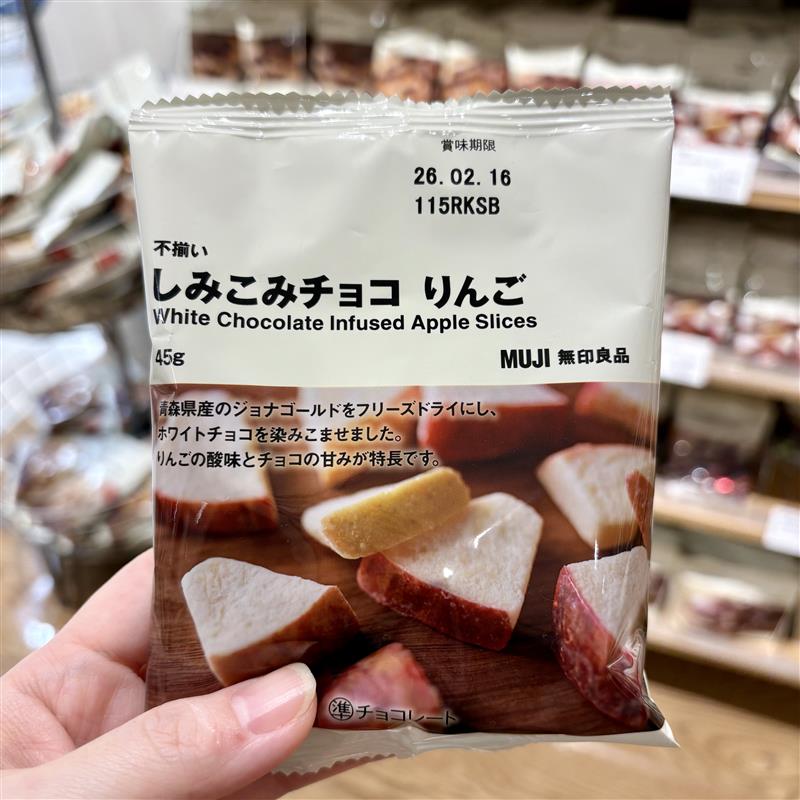 賞味期限
26.02.16
115RKSB
不揃い
しみこみチョコ りんご
White Chocolate Infused Apple Slices
45g
MUJI 無印良品
青森県産のジョナゴールドをフリーズドライにし、
ホワイトチョコを染みこませました。
りんごの酸味とチョコの甘みが特長です。
準チョコレート